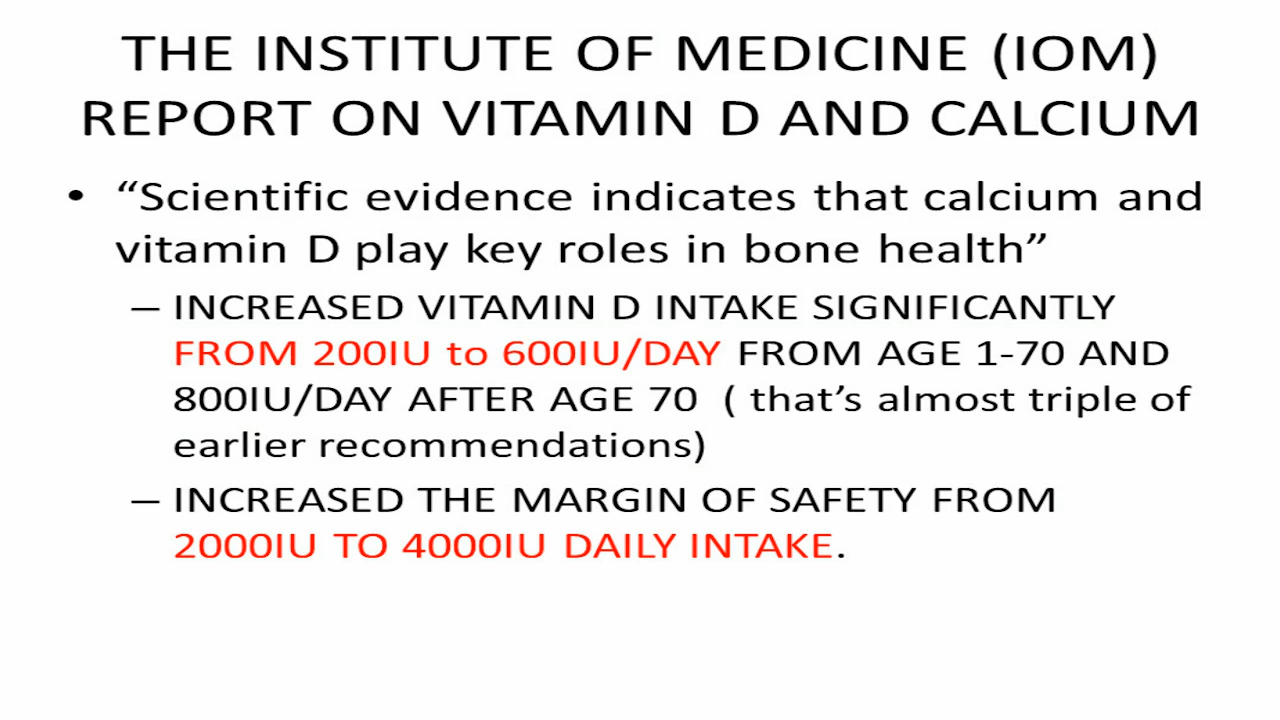 THE INSTITUTE OF MEDICINE (IOM)
REPORT ON VITAMIN D AND CALCIUM
• “Scientific evidence indicates that calcium and
vitamin D play key roles in bone health”
– INCREASED VITAMIN D INTAKE SIGNIFICANTLY
FROM 200IU to 600IU/DAY FROM AGE 1-70 AND
800IU/DAY AFTER AGE 70 ( that’s almost triple of
earlier recommendations)
– INCREASED THE MARGIN OF SAFETY FROM
2000IU TO 4000IU DAILY INTAKE.